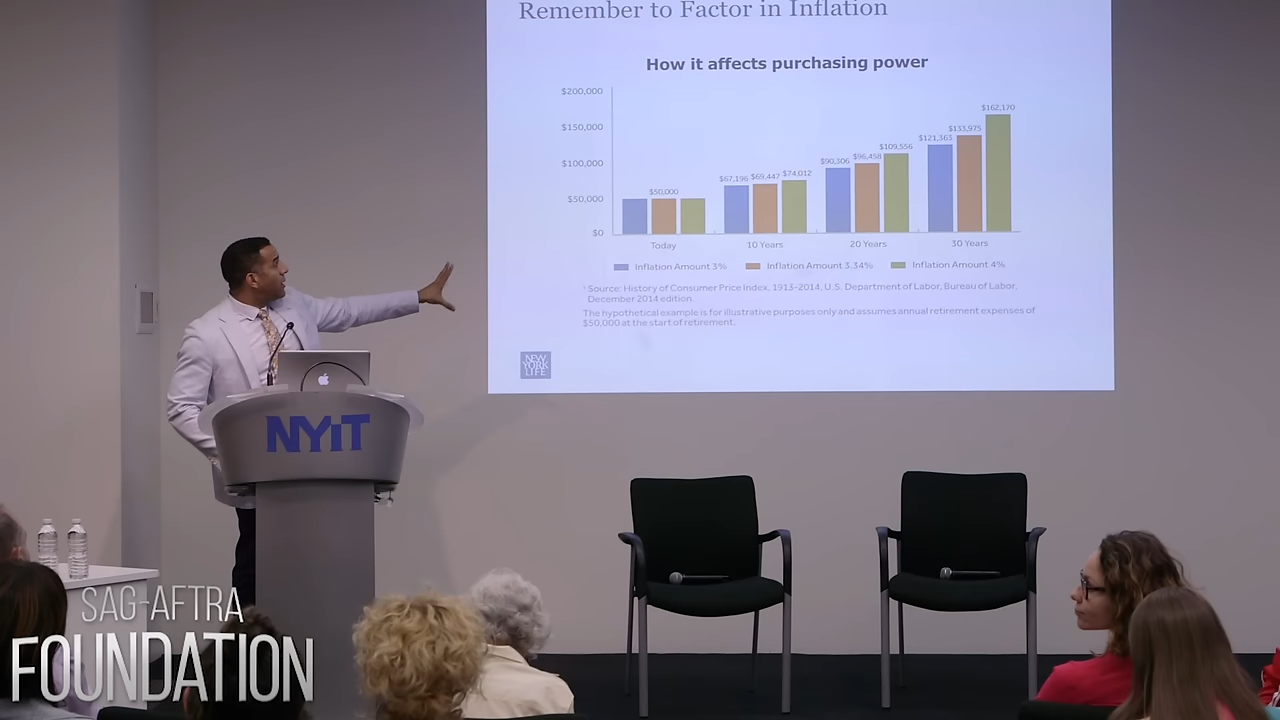 Remember to Factor in Inflation
How it affects purchasing power
$200,000
$150,000
$100,000
$50,000
$0
$50,000
$67,196 $69,447 $74,012
$90,306 $96,458 $109,556
$121,363 $133,975 $162,170
Today 10 Years 20 Years 30 Years
Inflation Amount 3% Inflation Amount 3.34% Inflation Amount 4%
¹ Source: History of Consumer Price Index, 1913-2014, U.S. Department of Labor, Bureau of Labor,
December 2014 edition
The hypothetical example is for illustrative purposes only and assumes annual retirement expenses of
$50,000 at the start of retirement.
NEW
YORK
LIFE
NYiT
SAG-AFTRA
FOUNDATION